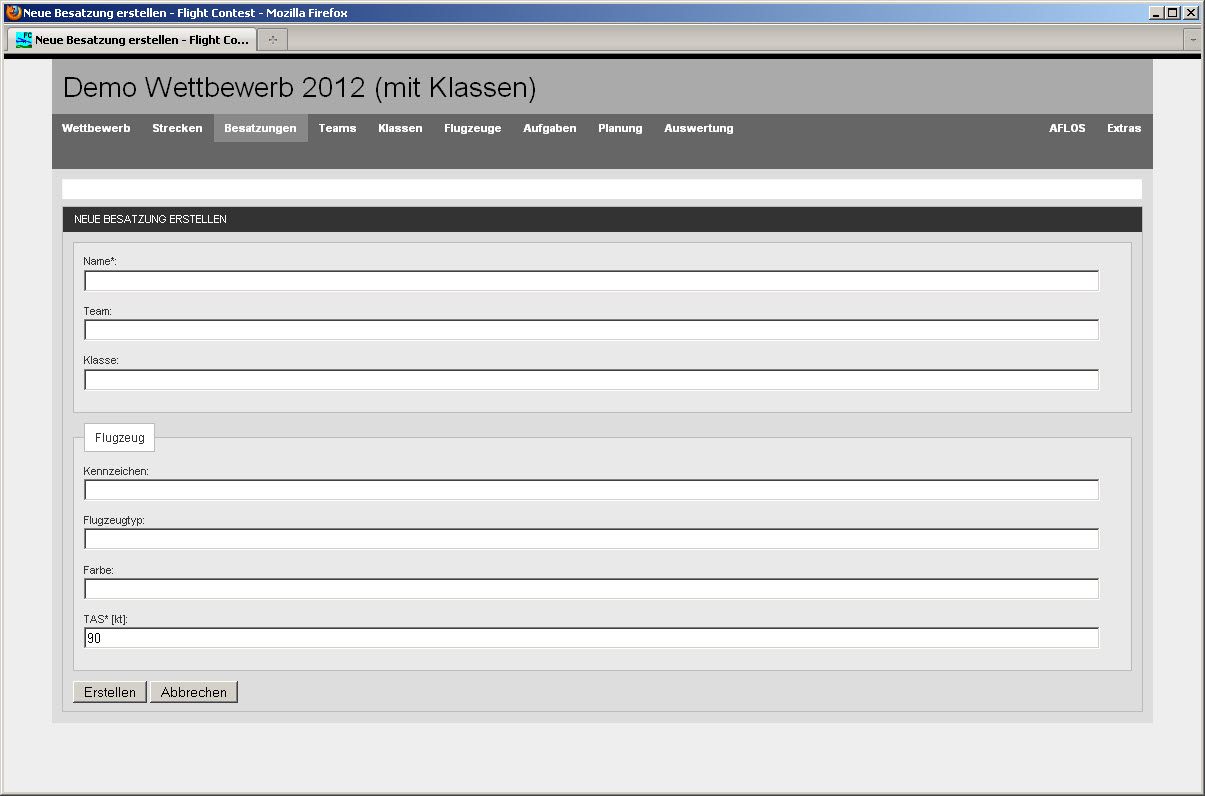 Neue Besatzung erstellen - Flight Contest - Mozilla Firefox
FC Neue Besatzung erstellen - Flight Co...
Demo Wettbewerb 2012 (mit Klassen)
Wettbewerb Strecken Besatzungen Teams Klassen Flugzeuge Aufgaben Planung Auswertung AFLOS Extras
NEUE BESATZUNG ERSTELLEN
Name*:
Team:
Klasse:
Flugzeug
Kennzeichen:
Flugzeugtyp:
Farbe:
TAS* [kt]:
90
Erstellen Abbrechen